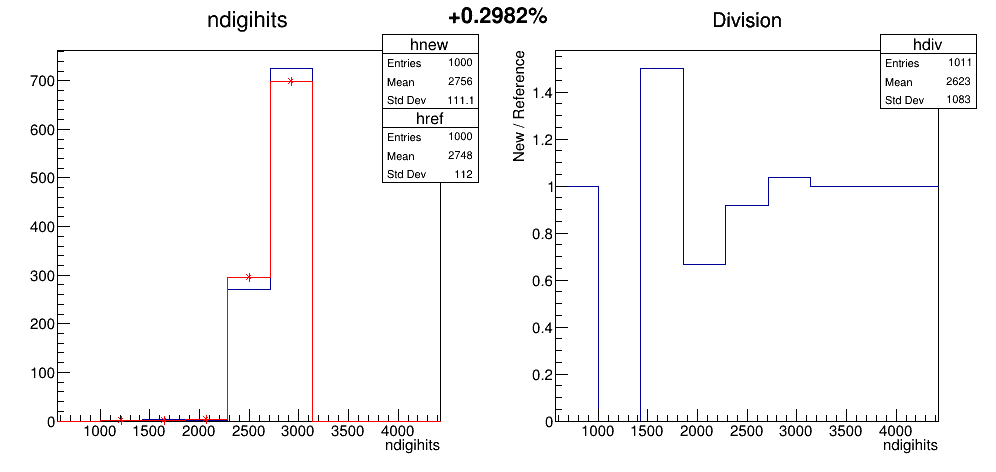 +0.2982%
ndigihits
hnew
Entries 1000
Mean 2756
Std Dev 111.1
href
Entries 1000
Mean 2748
Std Dev 112
700
600
500
400
300
200
100
0
1000 1500 2000 2500 3000 3500 4000
ndigihits
Division
hdiv
Entries 1011
Mean 2623
Std Dev 1083
New / Reference
1.4
1.2
1
0.8
0.6
0.4
0.2
0
1000 1500 2000 2500 3000 3500 4000
ndigihits